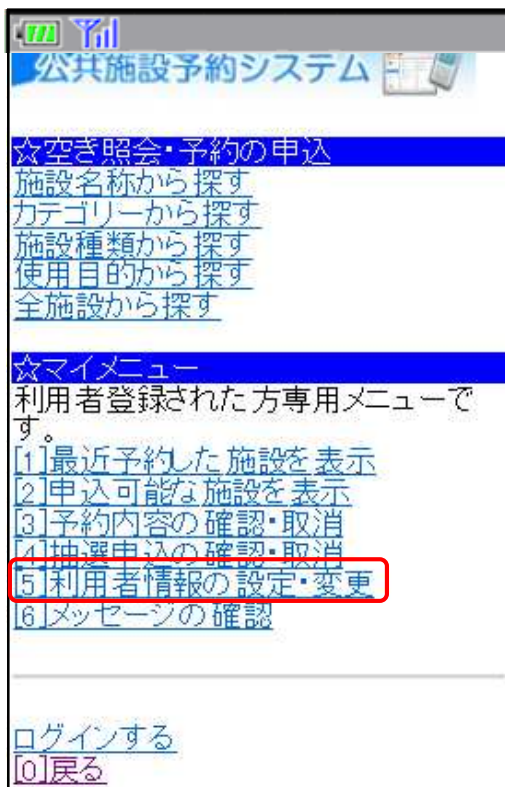 公共施設予約システム
☆空き照会・予約の申込
施設名称から探す
カテゴリーから探す
施設種類から探す
使用目的から探す
全施設から探す
☆マイメニュー
利用者登録された方専用メニューで
す。
[1]最近予約した施設を表示
[2]申込可能な施設を表示
[3]予約内容の確認・取消
[4]抽選申込の確認・取消
[5]利用者情報の設定・変更
[6]メッセージの確認
ログインする
[0]戻る